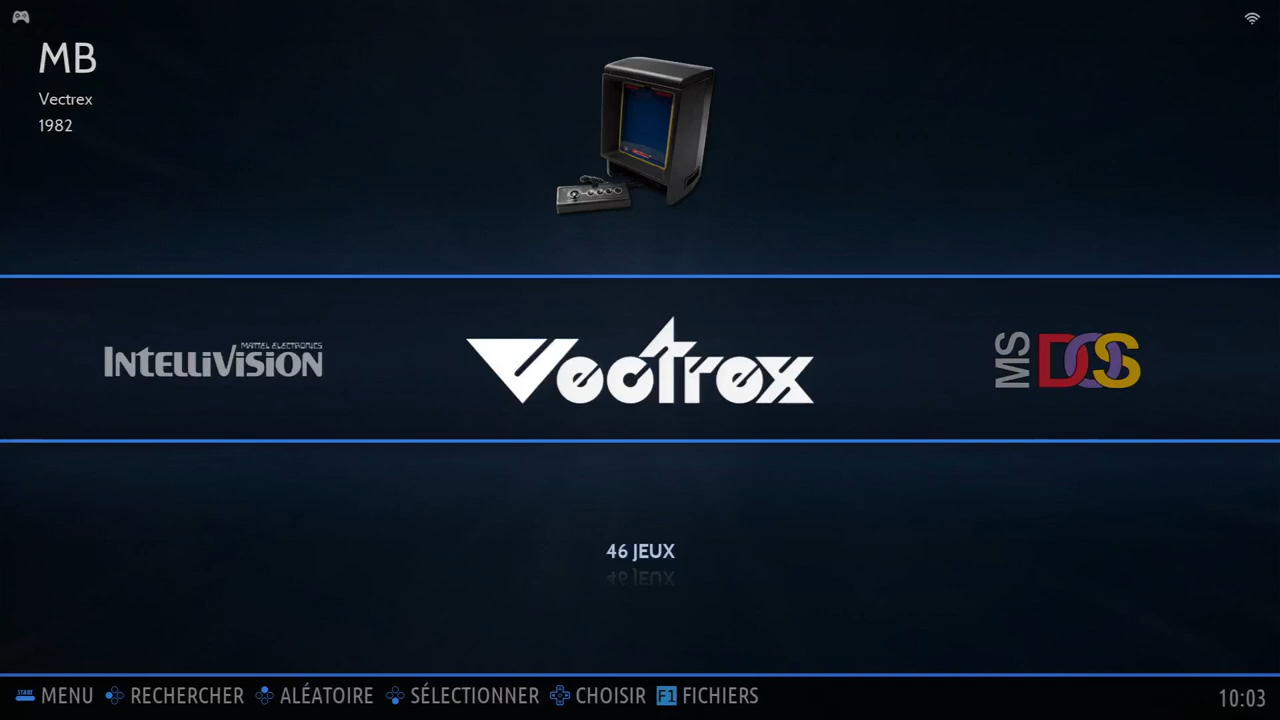 MB
Vectrex
1982
MATTEL ELECTRONICS
INTELLIVISION
Vectrex
MS
DOS
46 JEUX
START MENU RECHERCHER ALÉATOIRE SÉLECTIONNER CHOISIR F1 FICHIERS
10:03